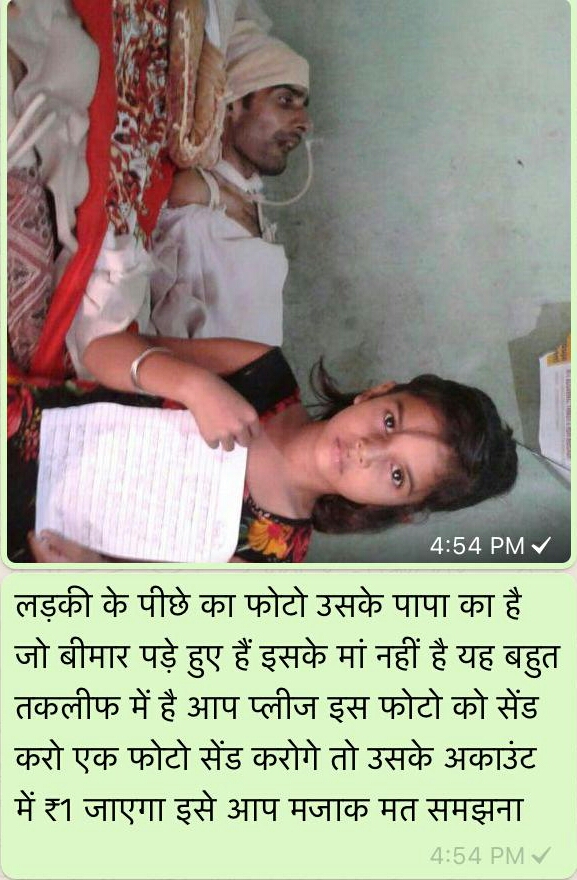 4:54 PM
लड़की के पीछे का फोटो उसके पापा का है
जो बीमार पड़े हुए हैं इसके मां नहीं है यह बहुत
तकलीफ में है आप प्लीज इस फोटो को सेंड
करो एक फोटो सेंड करोगे तो उसके अकाउंट
में ₹1 जाएगा इसे आप मजाक मत समझना
4:54 PM